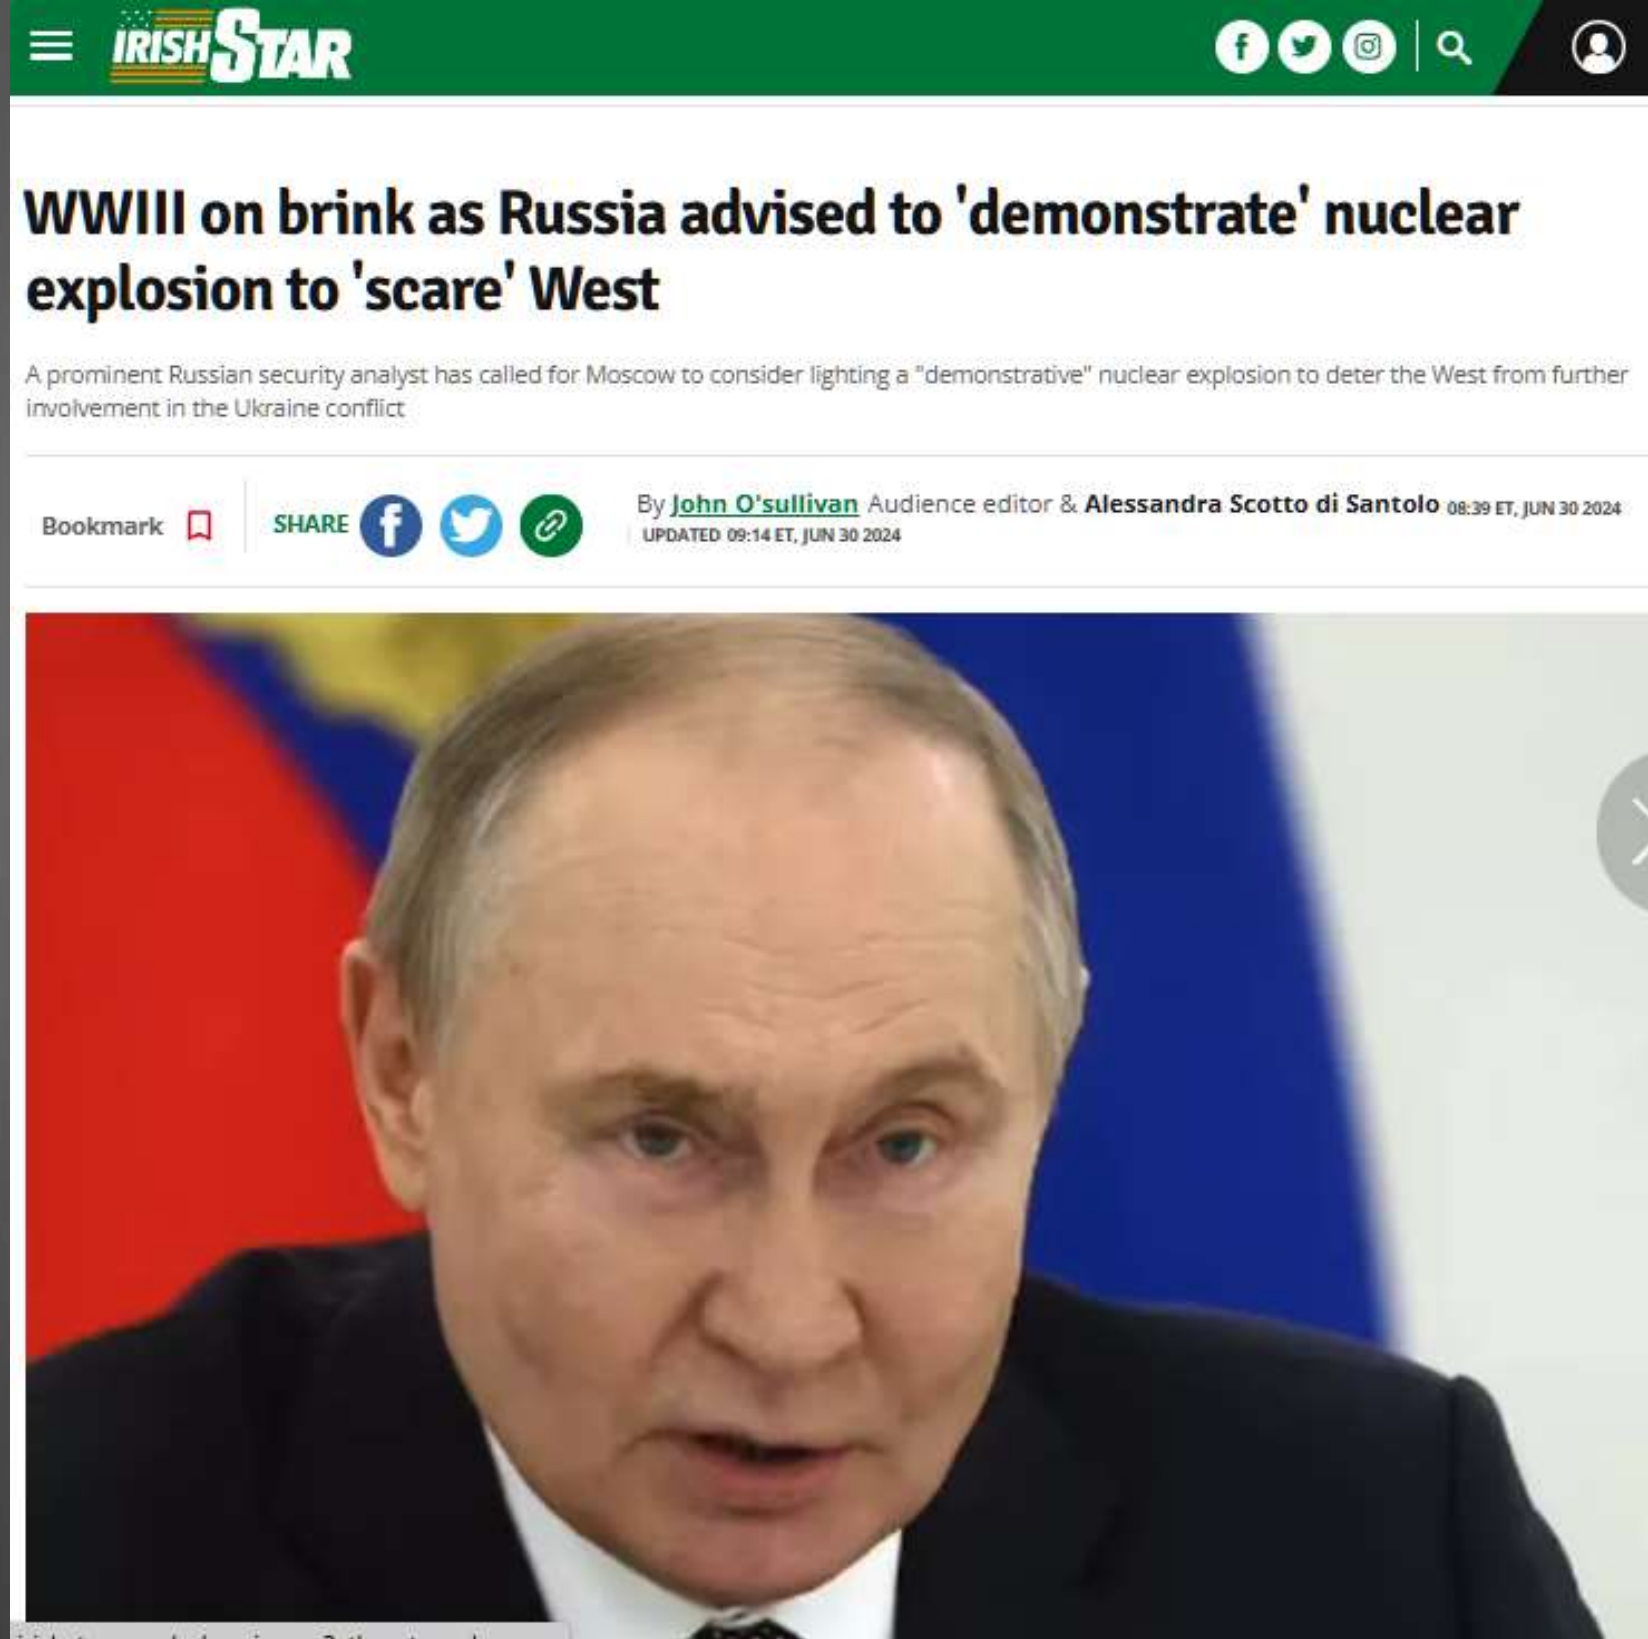 IRISH STAR
WWIII on brink as Russia advised to 'demonstrate' nuclear
explosion to 'scare' West
A prominent Russian security analyst has called for Moscow to consider lighting a "demonstrative" nuclear explosion to deter the West from further
involvement in the Ukraine conflict
Bookmark
SHARE
By John O'sullivan Audience editor & Alessandra Scotto di Santolo 08:39 ET, JUN 30 2024
UPDATED 09:14 ET, JUN 30 2024